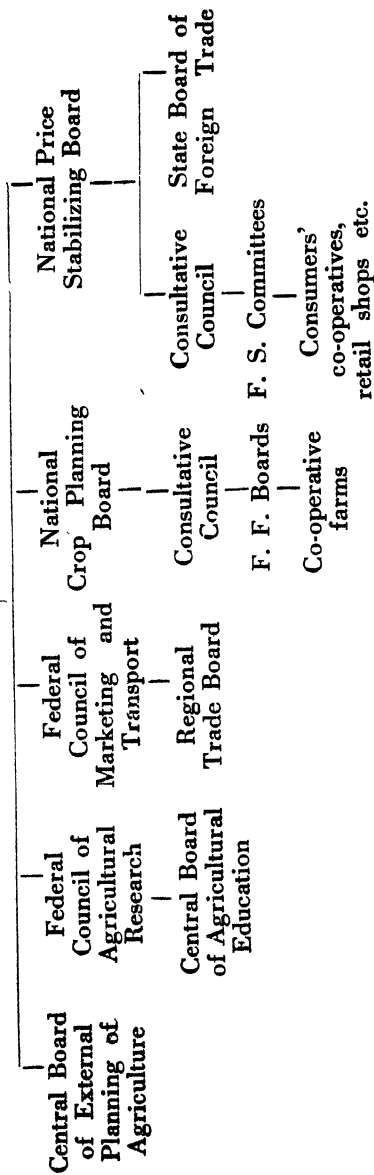 Central Board
of External
Planning of
Agriculture
Federal
Council of
Agricultural
Research
Central Board
of Agricultural
Education
Federal
Council of
Marketing and
Transport
Regional
Trade Board
National
Crop Planning
Board
Consultative
Council
F. F. Boards
Co-operative
farms
National Price
Stabilizing Board
Consultative
Council
F. S. Committees
Consumers'
co-operatives,
retail shops etc.
State Board of
Foreign Trade